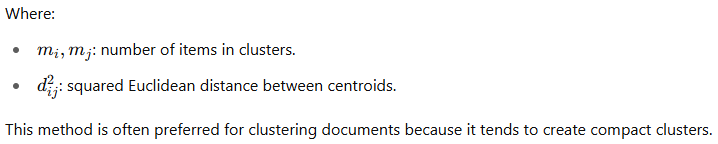 Where:
• $m_i, m_j$: number of items in clusters.
• $d_{ij}^2$: squared Euclidean distance between centroids.
This method is often preferred for clustering documents because it tends to create compact clusters.